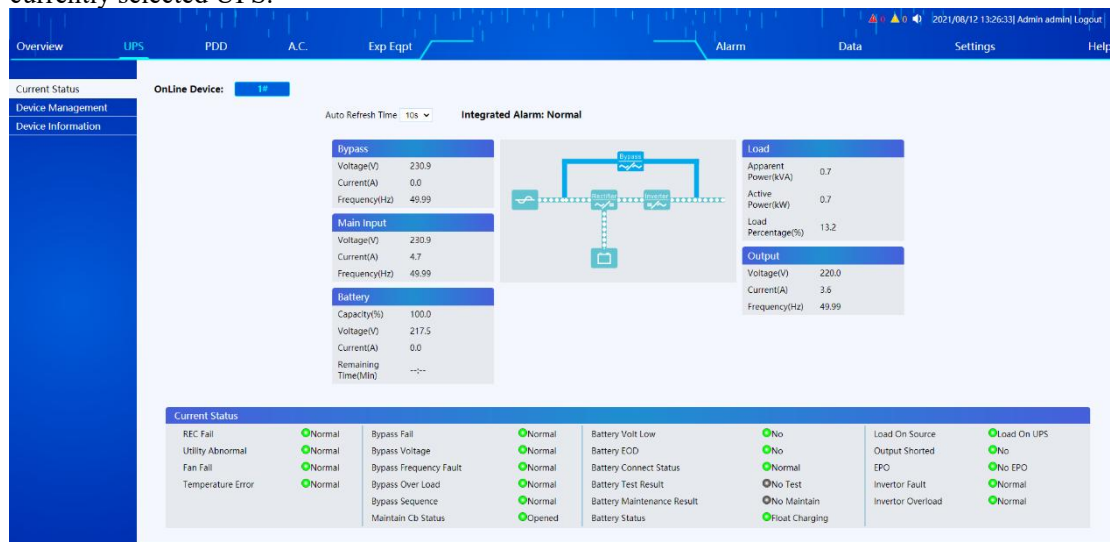 currently selected UPS.
0 0 2021/08/12 13:26:33| Admin admin| Logout
Overview UPS PDD A.C. Exp Eqpt Alarm Data Settings Help
Current Status
Device Management
Device Information
OnLine Device: 1#
Auto Refresh Time 10s Integrated Alarm: Normal
Bypass
Voltage(V) 230.9
Current(A) 0.0
Frequency(Hz) 49.99
Main Input
Voltage(V) 230.9
Current(A) 4.7
Frequency(Hz) 49.99
Battery
Capacity(%) 100.0
Voltage(V) 217.5
Current(A) 0.0
Remaining
Time(Min) --:--
Bypass
Rectifier Inverter
Load
Apparent
Power(kVA) 0.7
Active
Power(kW) 0.7
Load
Percentage(%) 13.2
Output
Voltage(V) 220.0
Current(A) 3.6
Frequency(Hz) 49.99
Current Status
REC Fail Normal Bypass Fail Normal Battery Volt Low No Load On Source Load On UPS
Utility Abnormal Normal Bypass Voltage Normal Battery EOD No Output Shorted No
Fan Fail Normal Bypass Frequency Fault Normal Battery Connect Status Normal EPO No EPO
Temperature Error Normal Bypass Over Load Normal Battery Test Result No Test Invertor Fault Normal
Bypass Sequence Normal Battery Maintenance Result No Maintain Invertor Overload Normal
Maintain Cb Status Opened Battery Status Float Charging